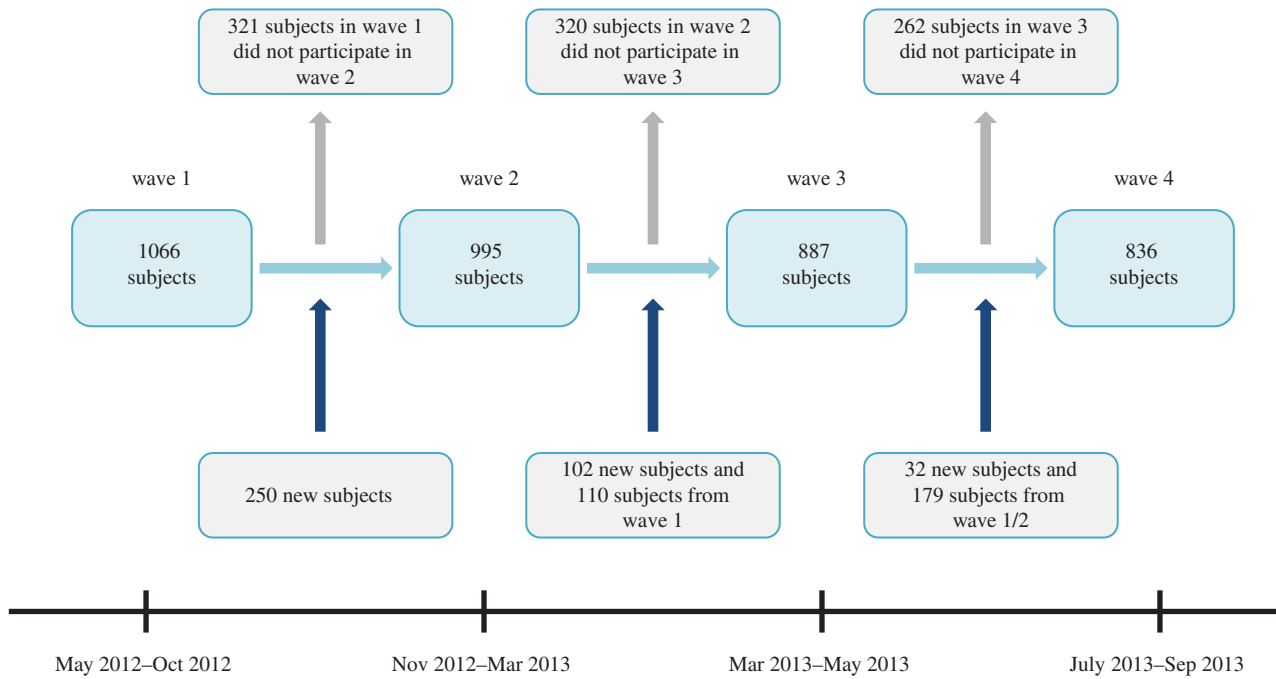 321 subjects in wave 1
did not participate in
wave 2
320 subjects in wave 2
did not participate in
wave 3
262 subjects in wave 3
did not participate in
wave 4
wave 1
wave 2
wave 3
wave 4
1066
subjects
995
subjects
887
subjects
836
subjects
250 new subjects
102 new subjects and
110 subjects from
wave 1
32 new subjects and
179 subjects from
wave 1/2
May 2012–Oct 2012
Nov 2012–Mar 2013
Mar 2013–May 2013
July 2013–Sep 2013